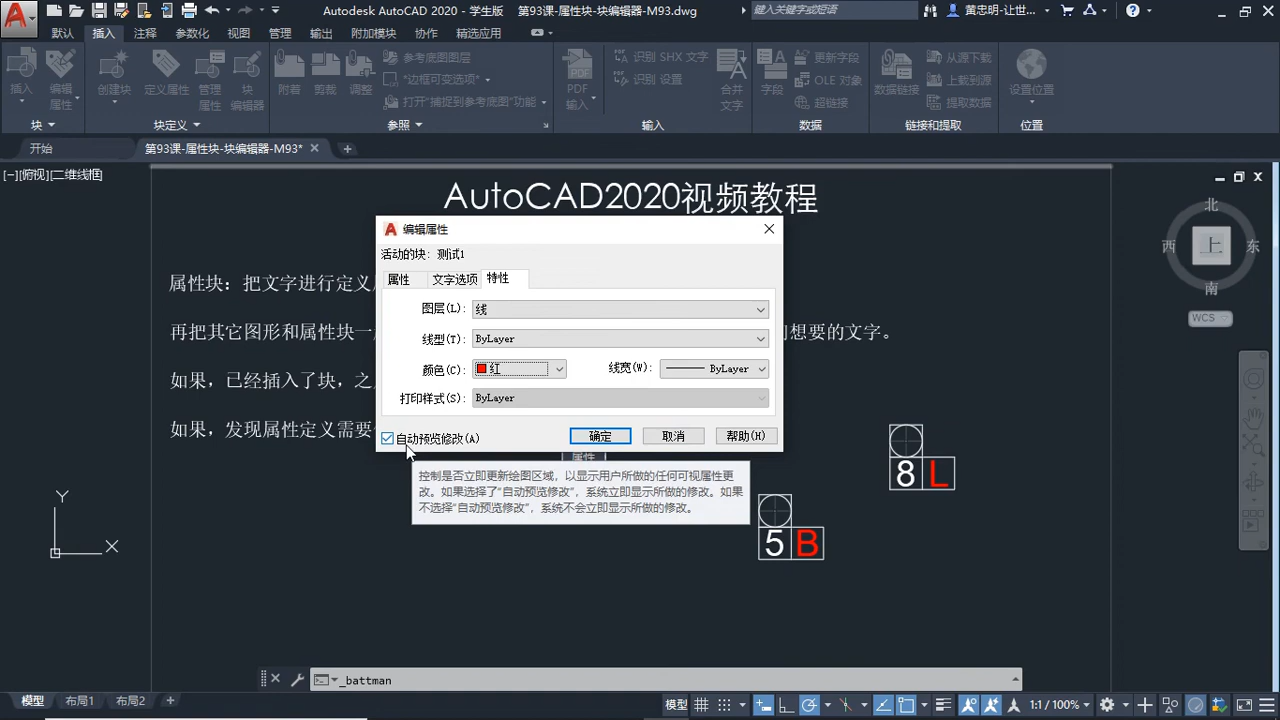 Autodesk AutoCAD 2020 - 学生版 第93课-属性块-块编辑器-M93.dwg 键入关键字或短语 黄志明-让世...
默认 插入 注释 参数化 视图 管理 输出 附加模块 协作 精选应用
插入 编辑属性 创建块 定义属性 管理属性 块编辑器 附着 剪裁 调整
参考底图图层
*边框可变选项*
打开“捕捉到参考底图”功能
PDF 输入
识别 SHX 文字
识别 设置
合并文字
字段
更新字段
OLE 对象
超链接
数据链接
从源下载
上载到源
提取数据
设置位置
块 块定义 参照 输入 数据 链接和提取 位置
开始 第93课-属性块-块编辑器-M93*
[−][俯视][二维线框]
AutoCAD2020视频教程
北
西 上 东
南
WCS
编辑属性
活动的块: 测试1
属性 文字选项 特性
图层(L): 线
线型(T): ByLayer
颜色(C): 红 线宽(W): ByLayer
打印样式(S): ByLayer
自动预览修改(A) 确定 取消 帮助(H)
属性
控制是否立即更新绘图区域，以显示用户所做的任何可视属性更
改。如果选择了“自动预览修改”，系统立即显示所做的修改。如果
不选择“自动预览修改”，系统不会立即显示所做的修改。
属性块：把文字进行定义
再把其它图形和属性块一 想要的文字。
如果，已经插入了块，之
如果，发现属性定义需要
8 L
5 B
Y
X
_battman
模型 布局1 布局2
模型 1:1 / 100%